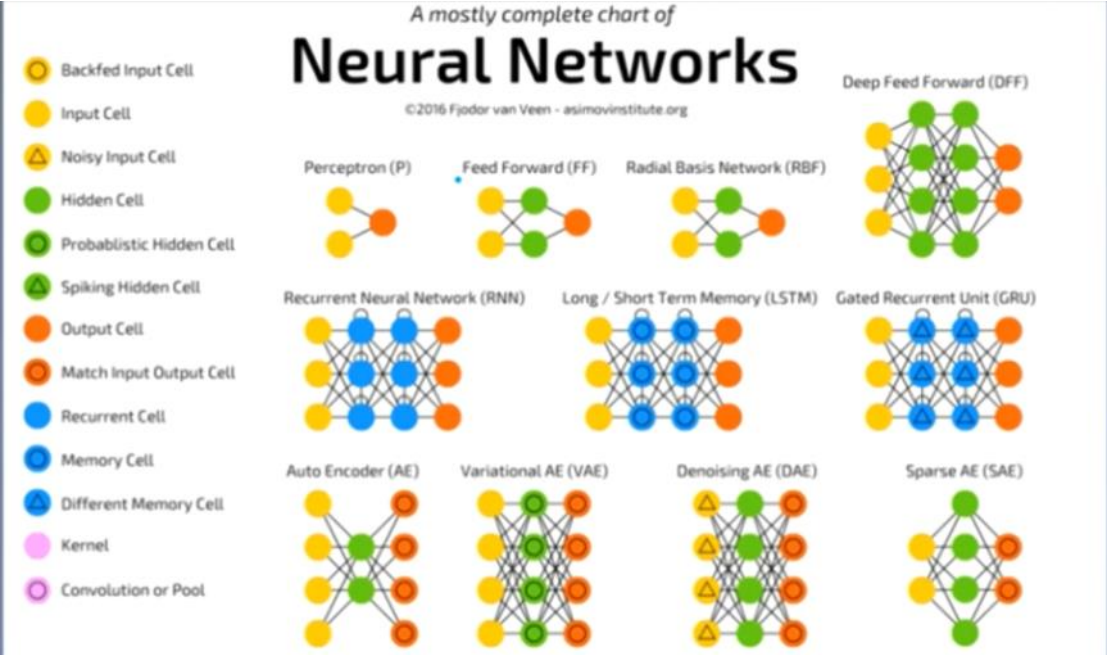 A mostly complete chart of
Neural Networks
©2016 Fjodor van Veen - asimovinstitute.org
Backfed Input Cell
Input Cell
Noisy Input Cell
Hidden Cell
Probablistic Hidden Cell
Spiking Hidden Cell
Output Cell
Match Input Output Cell
Recurrent Cell
Memory Cell
Different Memory Cell
Kernel
Convolution or Pool
Deep Feed Forward (DFF)
Perceptron (P)
Feed Forward (FF)
Radial Basis Network (RBF)
Recurrent Neural Network (RNN)
Long / Short Term Memory (LSTM)
Gated Recurrent Unit (GRU)
Auto Encoder (AE)
Variational AE (VAE)
Denoising AE (DAE)
Sparse AE (SAE)